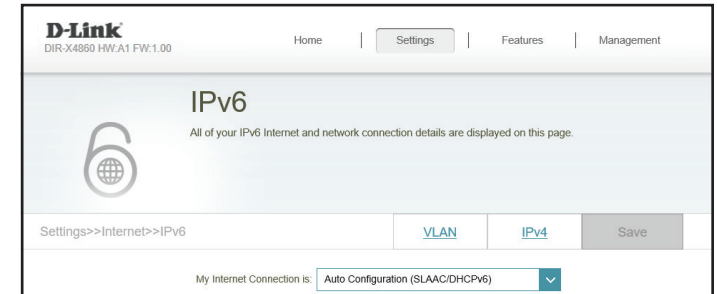 D-Link
DIR-X4860 HW:A1 FW:1.00
Home | Settings | Features | Management
IPv6
All of your IPv6 Internet and network connection details are displayed on this page.
Settings>>Internet>>IPv6 VLAN IPv4 Save
My Internet Connection is: Auto Configuration (SLAAC/DHCPv6)